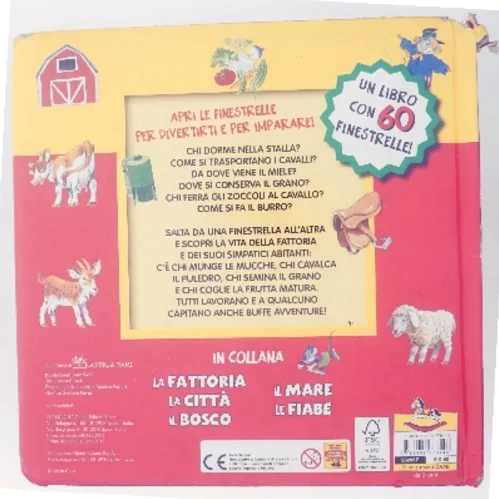 UN LIBRO
CON 60
FINESTRELLE!
APRI LE FINESTRELLE
PER DIVERTIRTI E PER IMPARARE!
CHI DORME NELLA STALLA?
COME SI TRASPORTANO I CAVALLI?
DA DOVE VIENE IL MIELE?
DOVE SI CONSERVA IL GRANO?
CHI FERRA GLI ZOCCOLI AL CAVALLO?
COME SI FA IL BURRO?
SALTA DA UNA FINESTRELLA ALL'ALTRA
E SCOPRI LA VITA DELLA FATTORIA
E DEI SUOI SIMPATICI ABITANTI:
C'È CHI MUNGE LE MUCCHE, CHI CAVALCA
IL PULEDRO, CHI SEMINA IL GRANO
E CHI COGLIE LA FRUTTA MATURA.
TUTTI LAVORANO E A QUALCUNO
CAPITANO ANCHE BUFFE AVVENTURE!
IN COLLANA
LA FATTORIA
LA CITTÀ
IL BOSCO
IL MARE
LE FIABE
CE
FSC